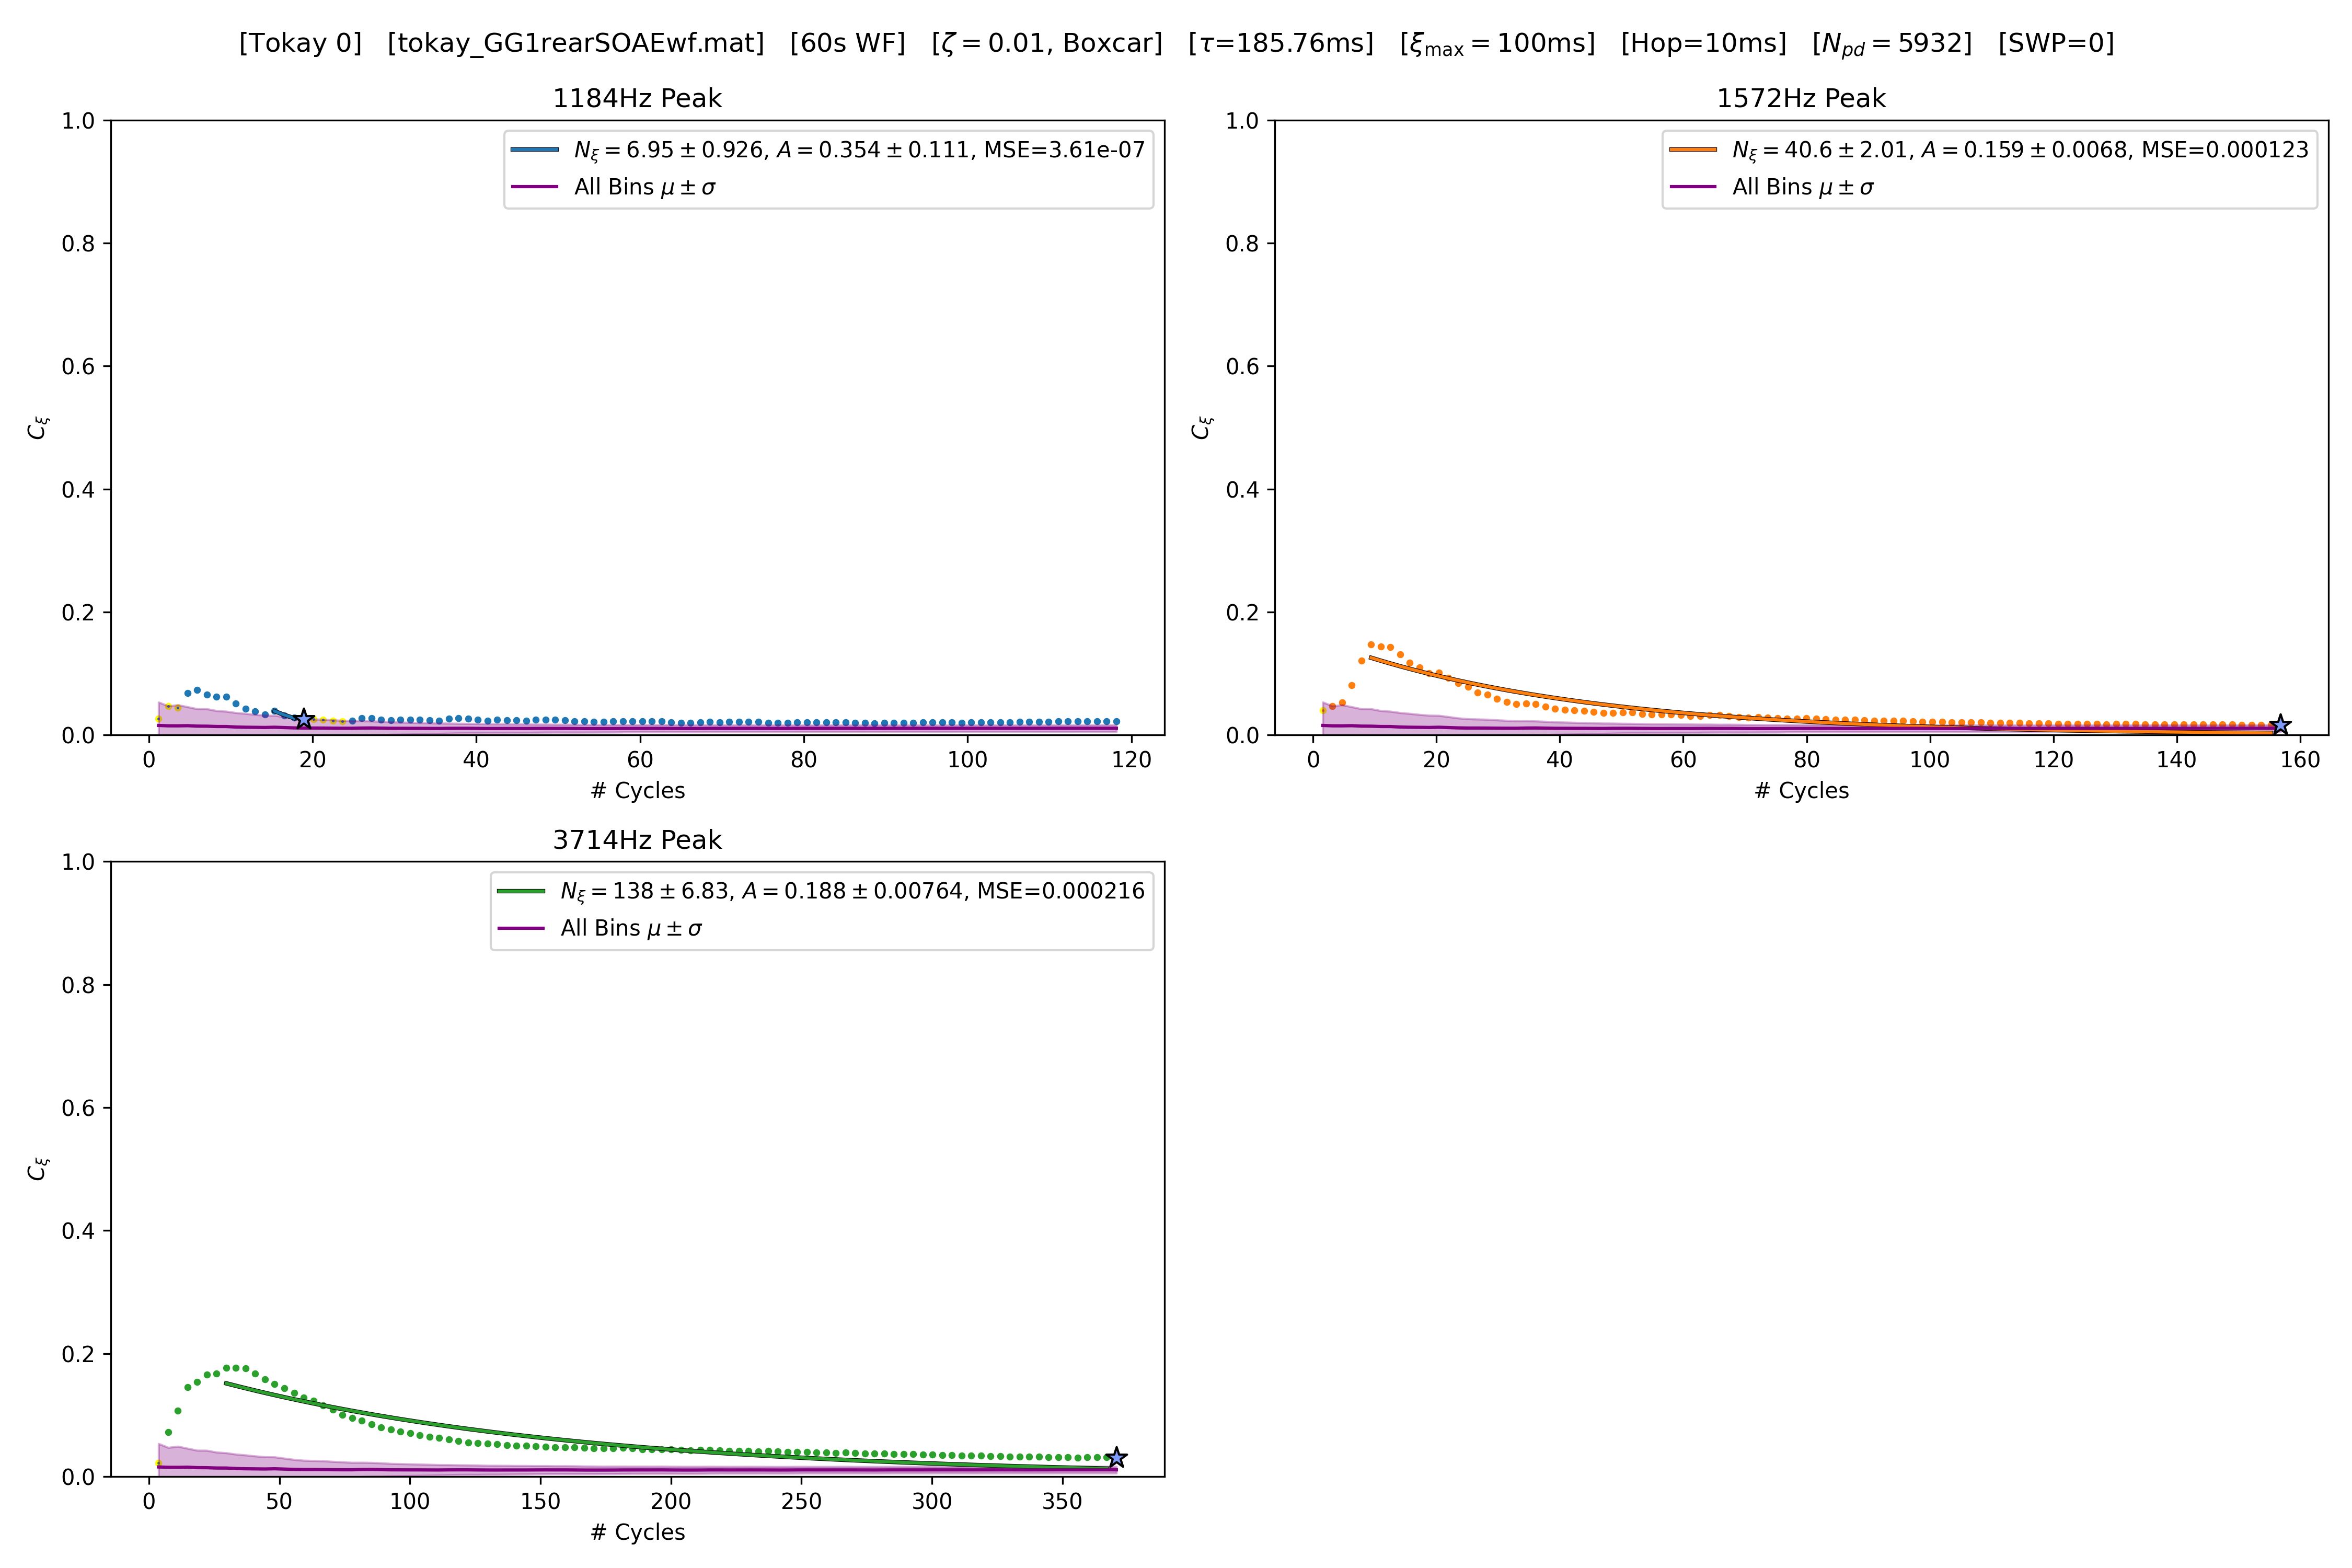 [Tokay 0]   [tokay_GG1rearSOAEwf.mat]   [60s WF]   [ζ = 0.01, Boxcar]   [τ=185.76ms]   [ξmax = 100ms]   [Hop=10ms]   [Npd = 5932]   [SWP=0]
1184Hz Peak
Nξ = 6.95 ± 0.926, A = 0.354 ± 0.111, MSE=3.61e-07
All Bins μ ± σ
1.0
0.8
0.6
0.4
0.2
0.0
Cξ
0 20 40 60 80 100 120
# Cycles
1572Hz Peak
Nξ = 40.6 ± 2.01, A = 0.159 ± 0.0068, MSE=0.000123
All Bins μ ± σ
1.0
0.8
0.6
0.4
0.2
0.0
Cξ
0 20 40 60 80 100 120 140 160
# Cycles
3714Hz Peak
Nξ = 138 ± 6.83, A = 0.188 ± 0.00764, MSE=0.000216
All Bins μ ± σ
1.0
0.8
0.6
0.4
0.2
0.0
Cξ
0 50 100 150 200 250 300 350
# Cycles